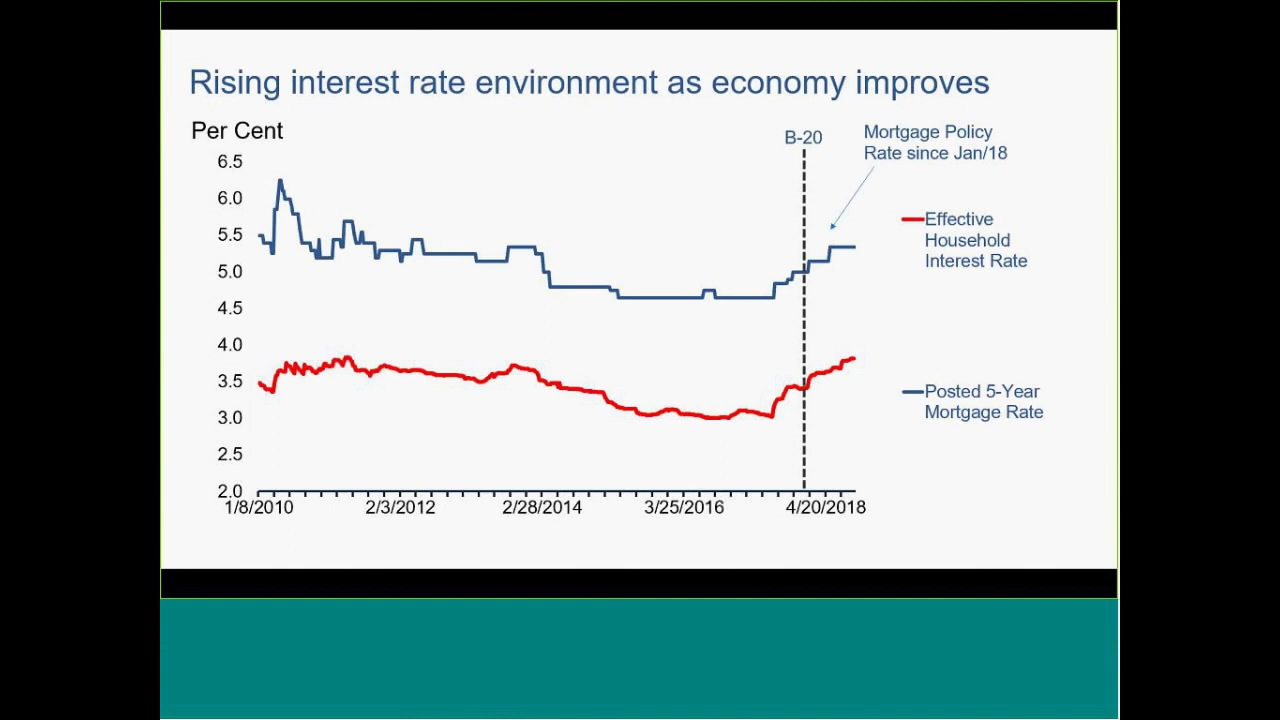 Rising interest rate environment as economy improves
Per Cent
B-20
Mortgage Policy
Rate since Jan/18
6.5
6.0
5.5
5.0
4.5
4.0
3.5
3.0
2.5
2.0
Effective
Household
Interest Rate
Posted 5-Year
Mortgage Rate
1/8/2010
2/3/2012
2/28/2014
3/25/2016
4/20/2018